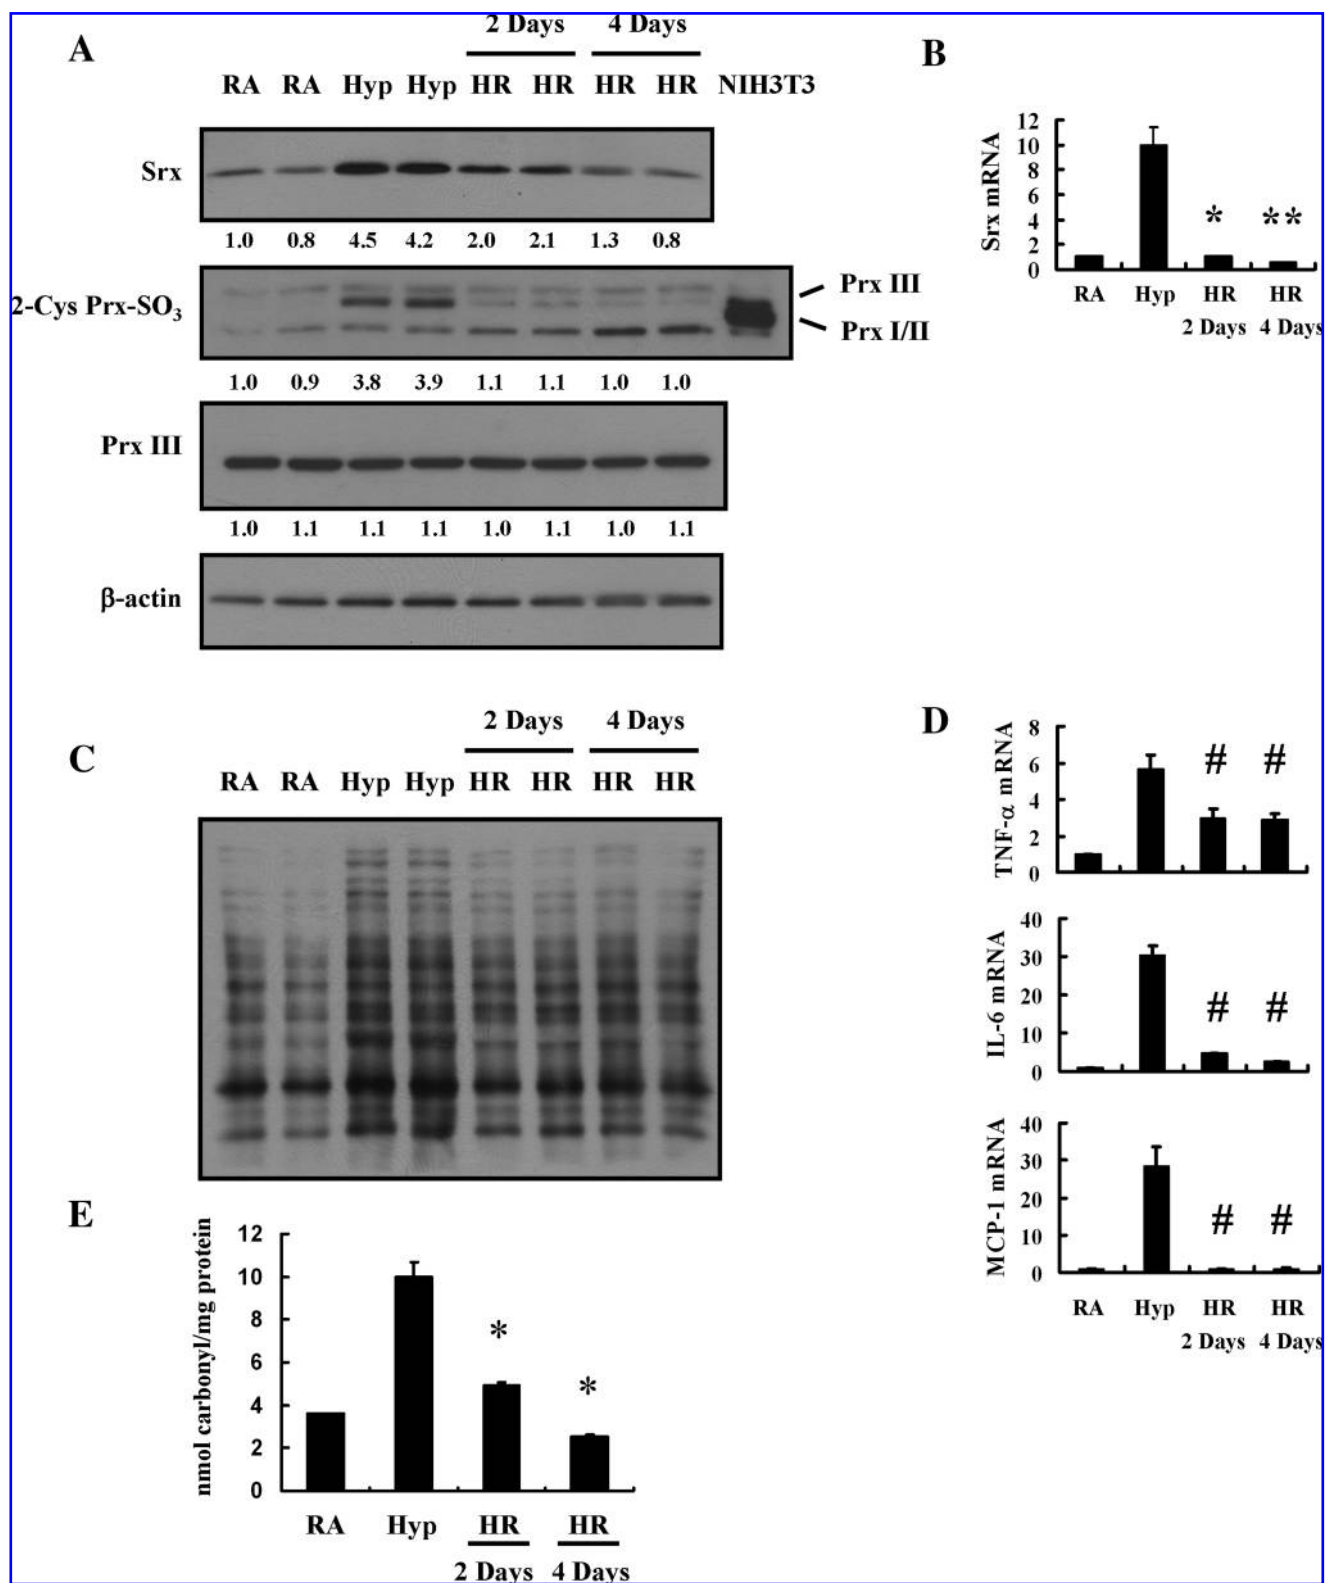 A
2 Days 4 Days
RA RA Hyp Hyp HR HR HR HR NIH3T3
Srx
1.0 0.8 4.5 4.2 2.0 2.1 1.3 0.8
2-Cys Prx-SO3
Prx III
Prx I/II
1.0 0.9 3.8 3.9 1.1 1.1 1.0 1.0
Prx III
1.0 1.1 1.1 1.1 1.0 1.1 1.0 1.1
β-actin
B
Srx mRNA
12
10
8
6
4
2
0
* **
RA Hyp HR HR
2 Days 4 Days
C
2 Days 4 Days
RA RA Hyp Hyp HR HR HR HR
D
TNF-α mRNA
8
6
4
2
0
# #
IL-6 mRNA
40
30
20
10
0
# #
MCP-1 mRNA
40
30
20
10
0
# #
RA Hyp HR HR
2 Days 4 Days
E
nmol carbonyl/mg protein
12
10
8
6
4
2
0
* *
RA Hyp HR HR
2 Days 4 Days